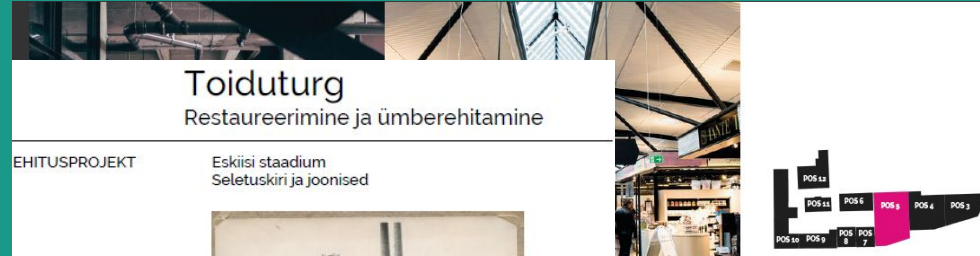 Toiduturg
Restaureerimine ja ümberehitamine
EHITUSPROJEKT
Eskiisi staadium
Seletuskiri ja joonised
POS 12
POS 11
POS 6
POS 5
POS 4
POS 3
POS 10
POS 9
POS
8
POS
7